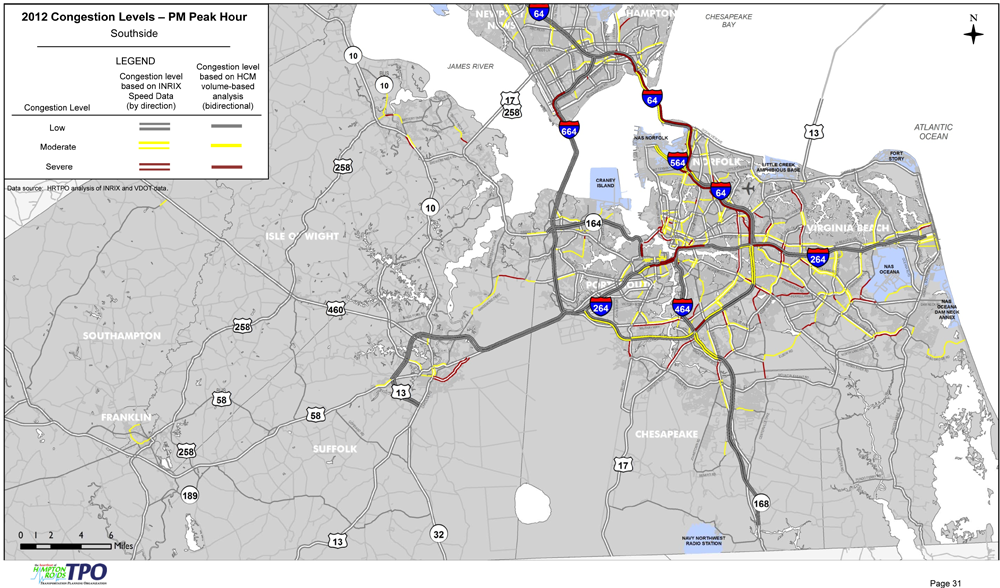 2012 Congestion Levels – PM Peak Hour
Southside
LEGEND
Congestion Level
Congestion level
based on INRIX
Speed Data
(by direction)
Congestion level
based on HCM
volume-based
analysis
(bidirectional)
Low
Moderate
Severe
Data source: HRTPO analysis of INRIX and VDOT data.
NEWPORT
NEWS
HAMPTON
CHESAPEAKE
BAY
N
JAMES RIVER
ATLANTIC
OCEAN
64
10
10
17
258
64
664
13
NAS NORFOLK
564
NORFOLK
LITTLE CREEK
AMPHIBIOUS BASE
FORT
STORY
258
CRANEY
ISLAND
64
10
164
VIRGINIA BEACH
ISLE OF WIGHT
264
NAS
OCEANA
PORTSMOUTH
460
264
464
NAS
OCEANA
DAM NECK
ANNEX
258
SOUTHAMPTON
13
58
58
FRANKLIN
CHESAPEAKE
258
SUFFOLK
17
189
168
32
13
NAVY NORTHWEST
RADIO STATION
0 1 2 4 6
Miles
HAMPTON
ROADS
TPO
TRANSPORTATION PLANNING ORGANIZATION
Page 31